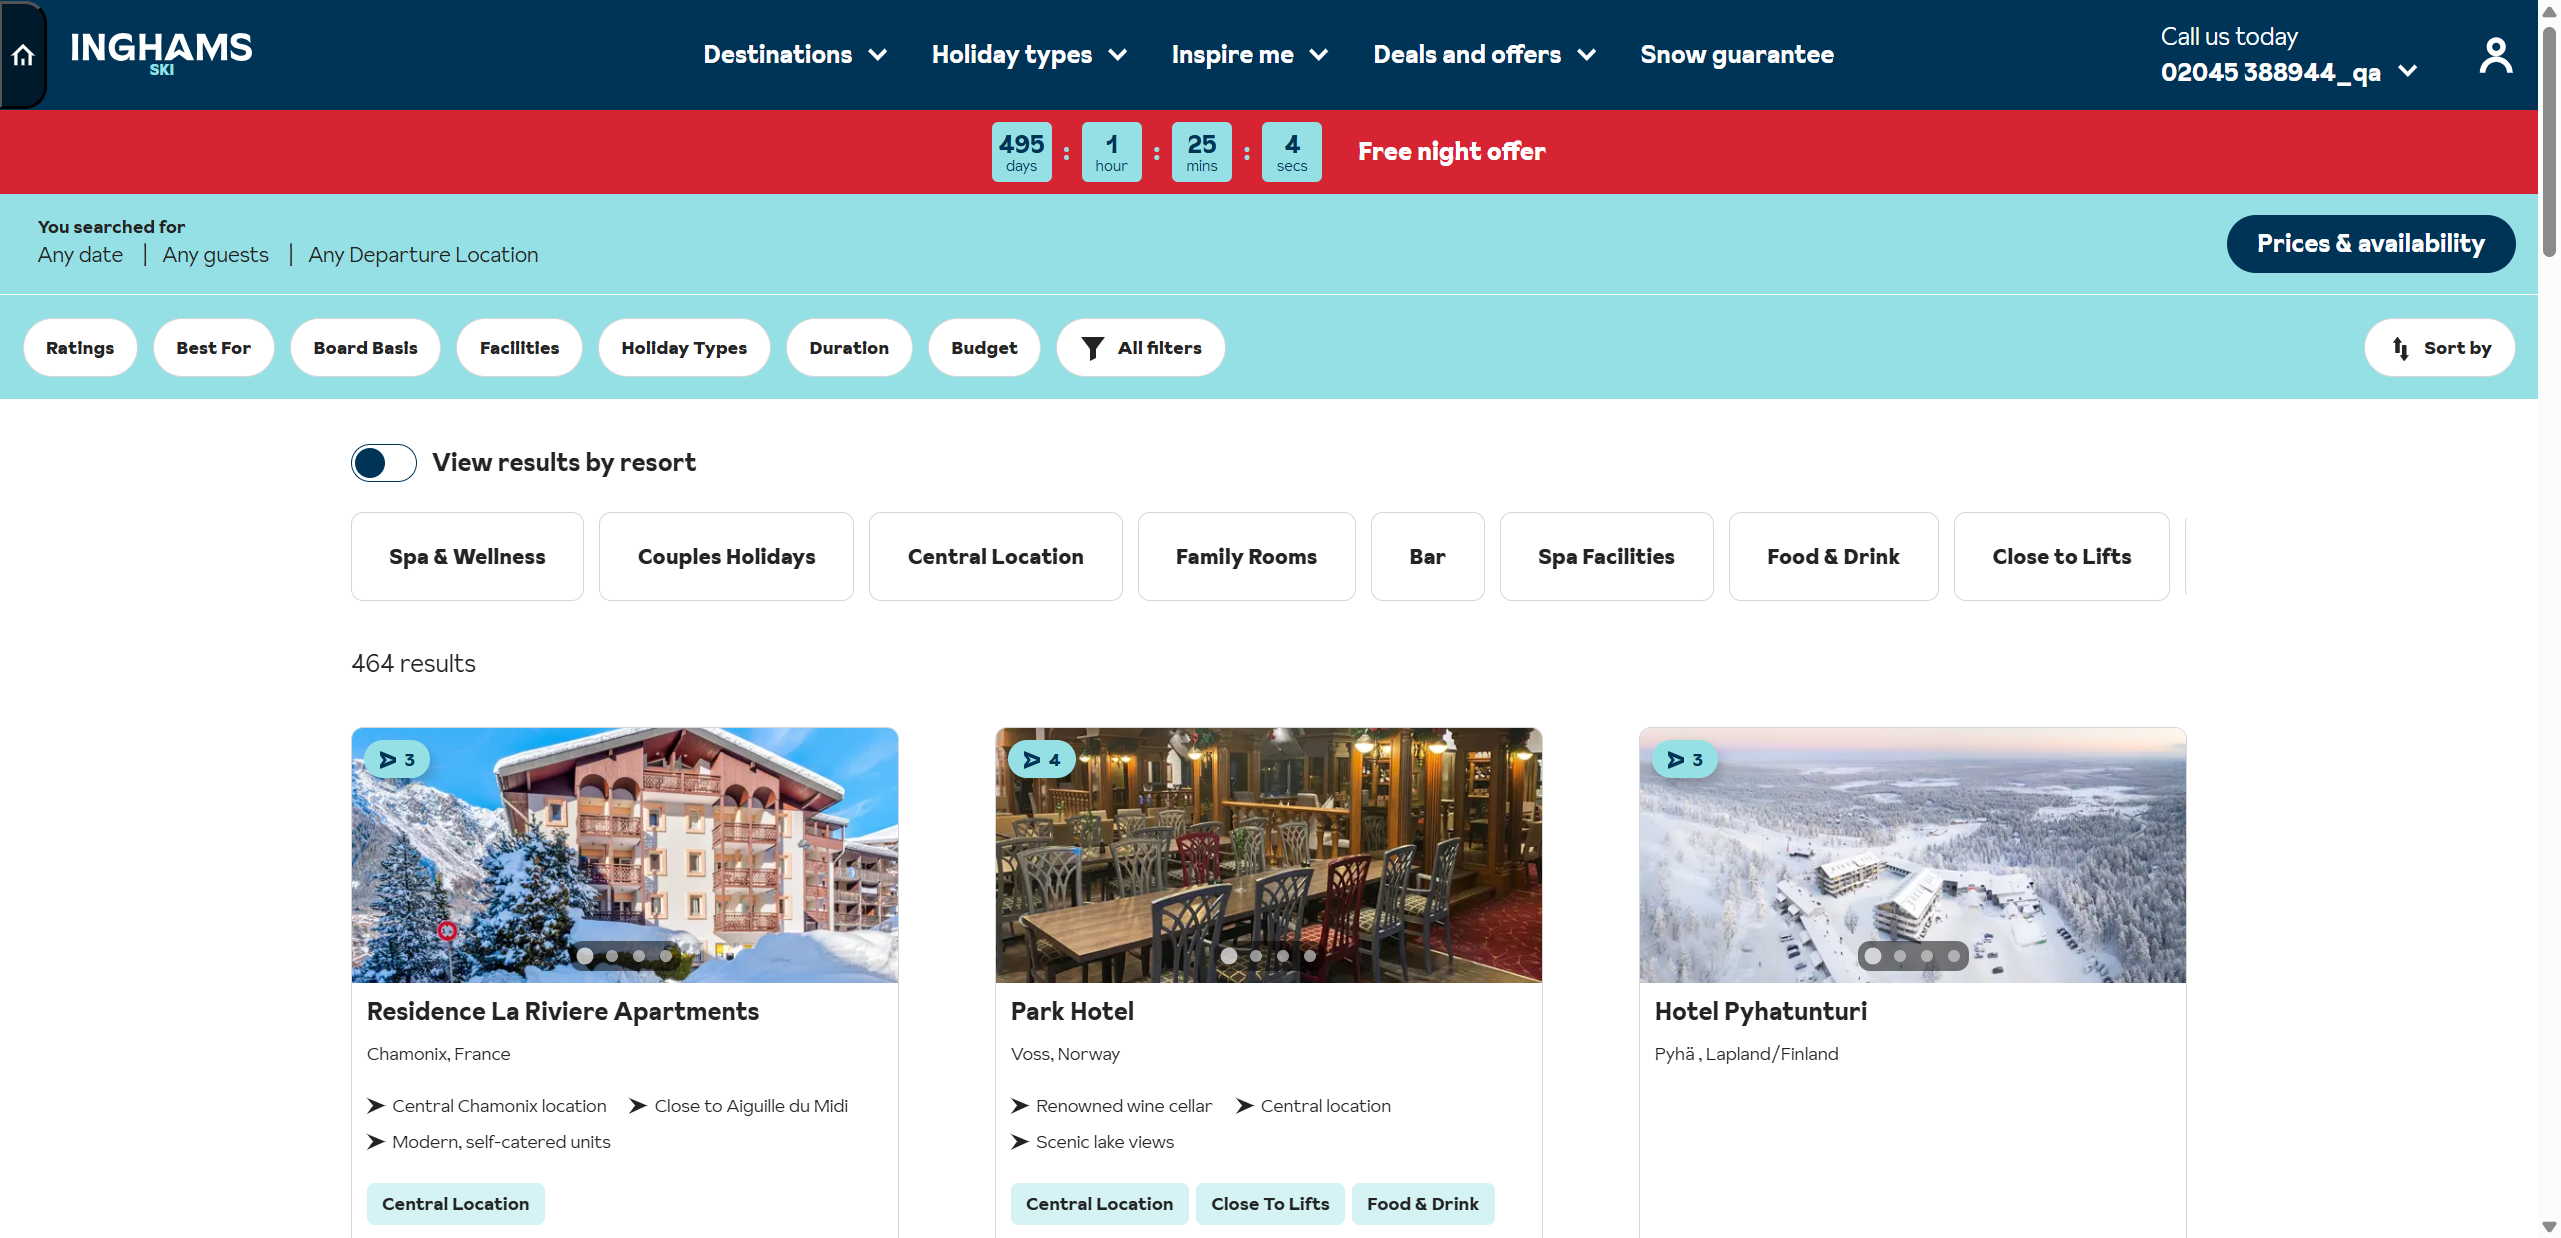 INGHAMS
SKI
Destinations
Holiday types
Inspire me
Deals and offers
Snow guarantee
Call us today
02045 388944_qa
495 days : 1 hour : 25 mins : 4 secs
Free night offer
You searched for
Any date | Any guests | Any Departure Location
Prices & availability
Ratings
Best For
Board Basis
Facilities
Holiday Types
Duration
Budget
All filters
Sort by
View results by resort
Spa & Wellness
Couples Holidays
Central Location
Family Rooms
Bar
Spa Facilities
Food & Drink
Close to Lifts
464 results
3
Residence La Riviere Apartments
Chamonix, France
Central Chamonix location
Close to Aiguille du Midi
Modern, self-catered units
Central Location
4
Park Hotel
Voss, Norway
Renowned wine cellar
Central location
Scenic lake views
Central Location
Close To Lifts
Food & Drink
3
Hotel Pyhatunturi
Pyhä , Lapland/Finland